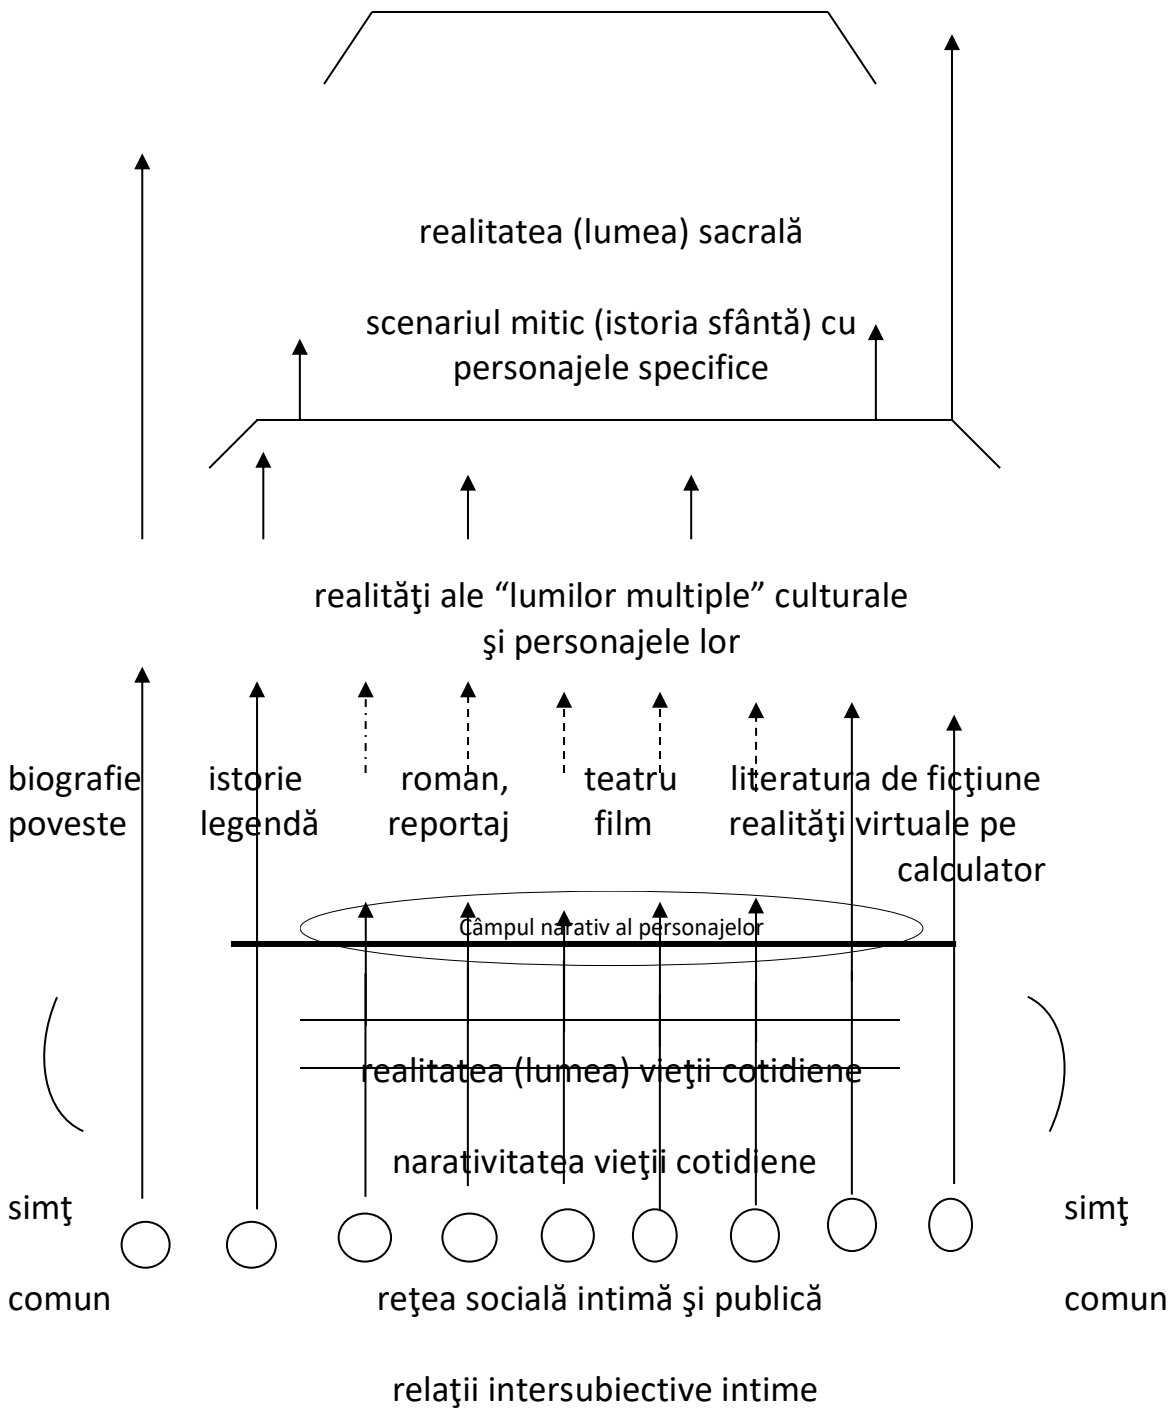 realitatea (lumea) sacrală
scenariul mitic (istoria sfântă) cu
personajele specifice
realităţi ale “lumilor multiple” culturale
şi personajele lor
biografie istorie roman, teatru literatura de ficţiune
poveste legendă reportaj film realităţi virtuale pe
calculator
Câmpul narativ al personajelor
realitatea (lumea) vieţii cotidiene
narativitatea vieţii cotidiene
simţ simţ
comun reţea socială intimă şi publică comun
relaţii intersubiective intime